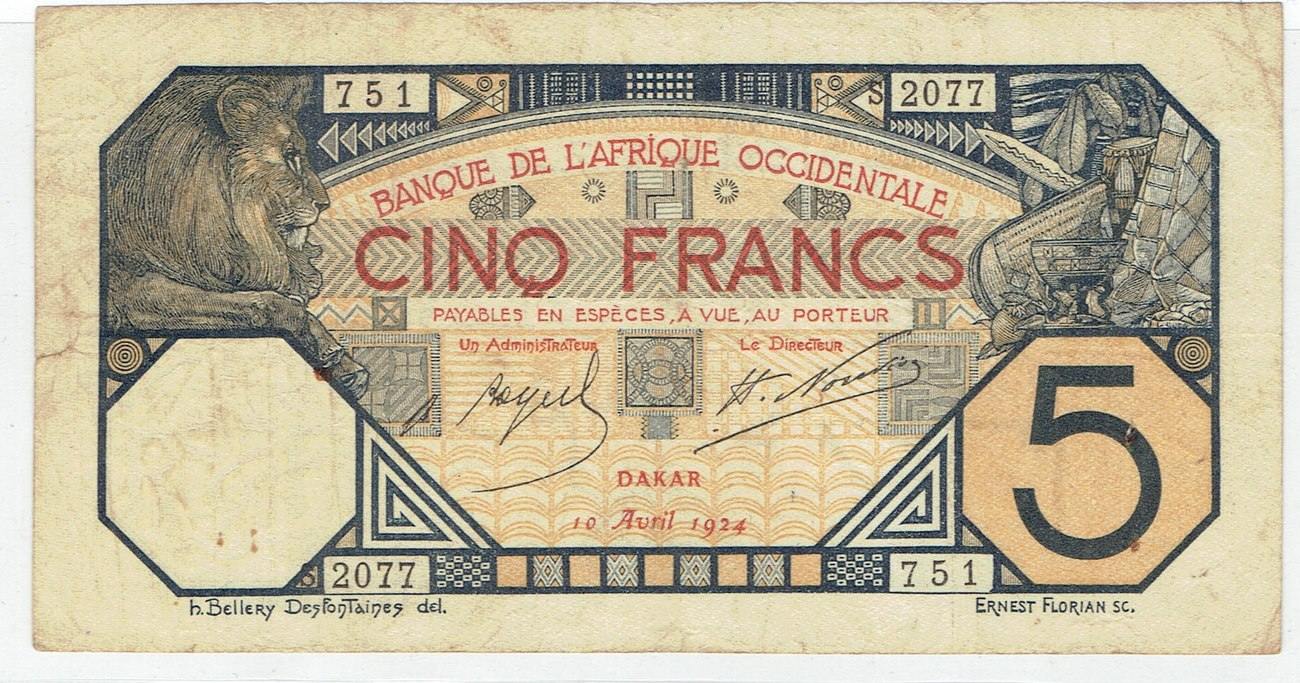 751
S 2077
BANQUE DE L'AFRIQUE OCCIDENTALE
CINQ FRANCS
PAYABLES EN ESPÈCES, A VUE, AU PORTEUR
Un Administrateur
Le Directeur
DAKAR
10 Avril 1924
5
S 2077
751
h. Bellery Desfontaines del.
ERNEST FLORIAN SC.